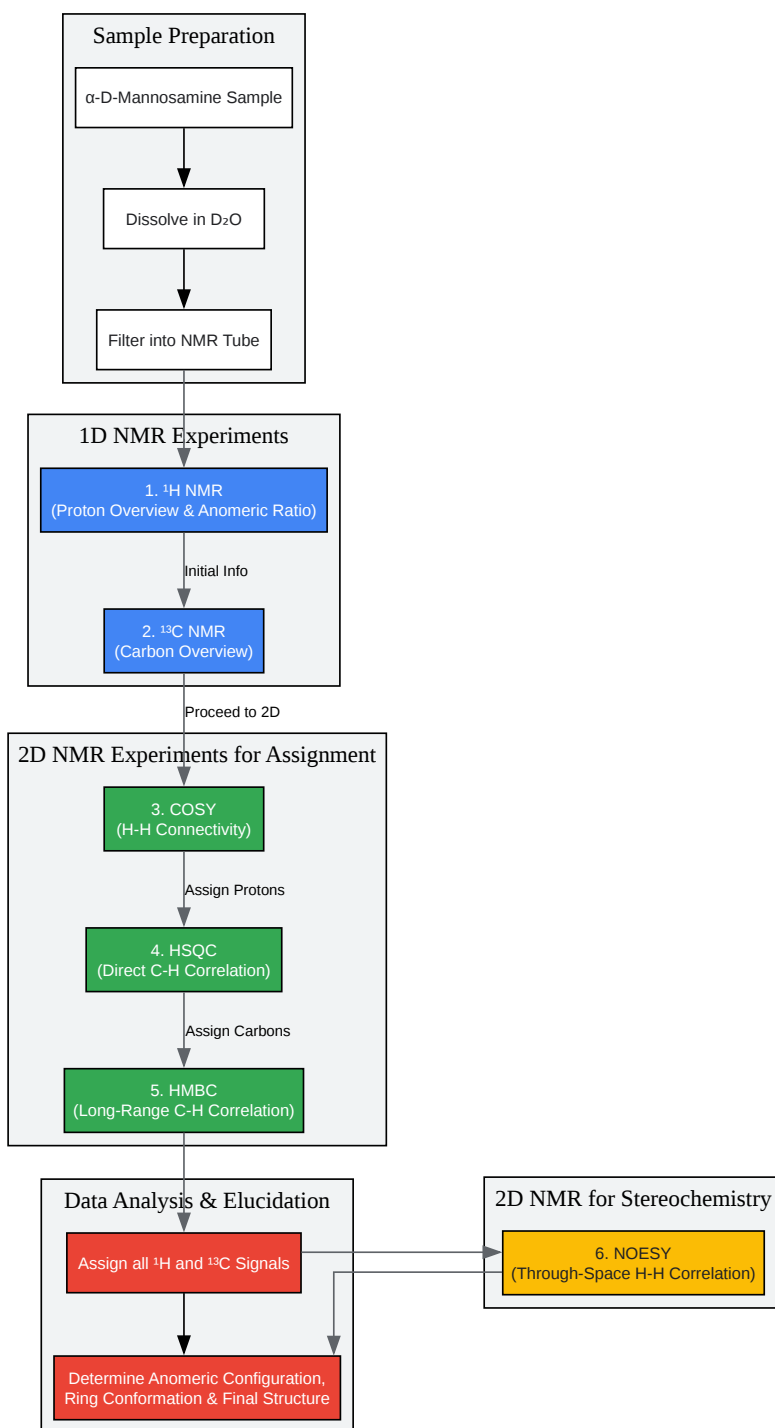 Sample Preparation
α-D-Mannosamine Sample
Dissolve in D₂O
Filter into NMR Tube
1D NMR Experiments
1. ¹H NMR
(Proton Overview & Anomeric Ratio)
Initial Info
2. ¹³C NMR
(Carbon Overview)
Proceed to 2D
2D NMR Experiments for Assignment
3. COSY
(H-H Connectivity)
Assign Protons
4. HSQC
(Direct C-H Correlation)
Assign Carbons
5. HMBC
(Long-Range C-H Correlation)
Data Analysis & Elucidation
Assign all ¹H and ¹³C Signals
2D NMR for Stereochemistry
6. NOESY
(Through-Space H-H Correlation)
Determine Anomeric Configuration,
Ring Conformation & Final Structure